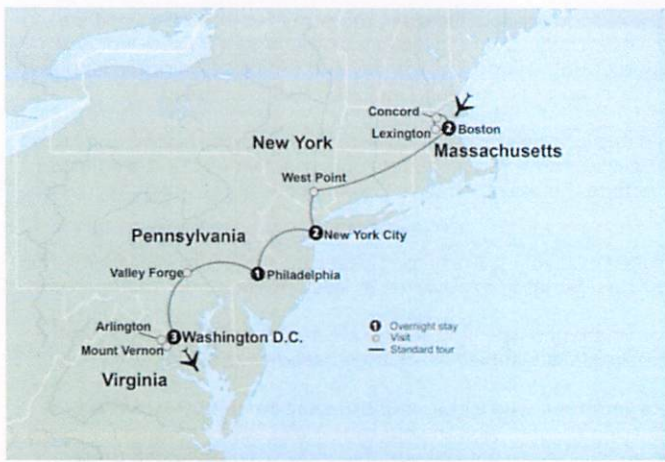 Concord
Lexington
2 Boston
Massachusetts
New York
West Point
2 New York City
Pennsylvania
Valley Forge
1 Philadelphia
Arlington
3 Washington D.C.
Mount Vernon
Virginia
1 Overnight stay
Visit
Standard tour